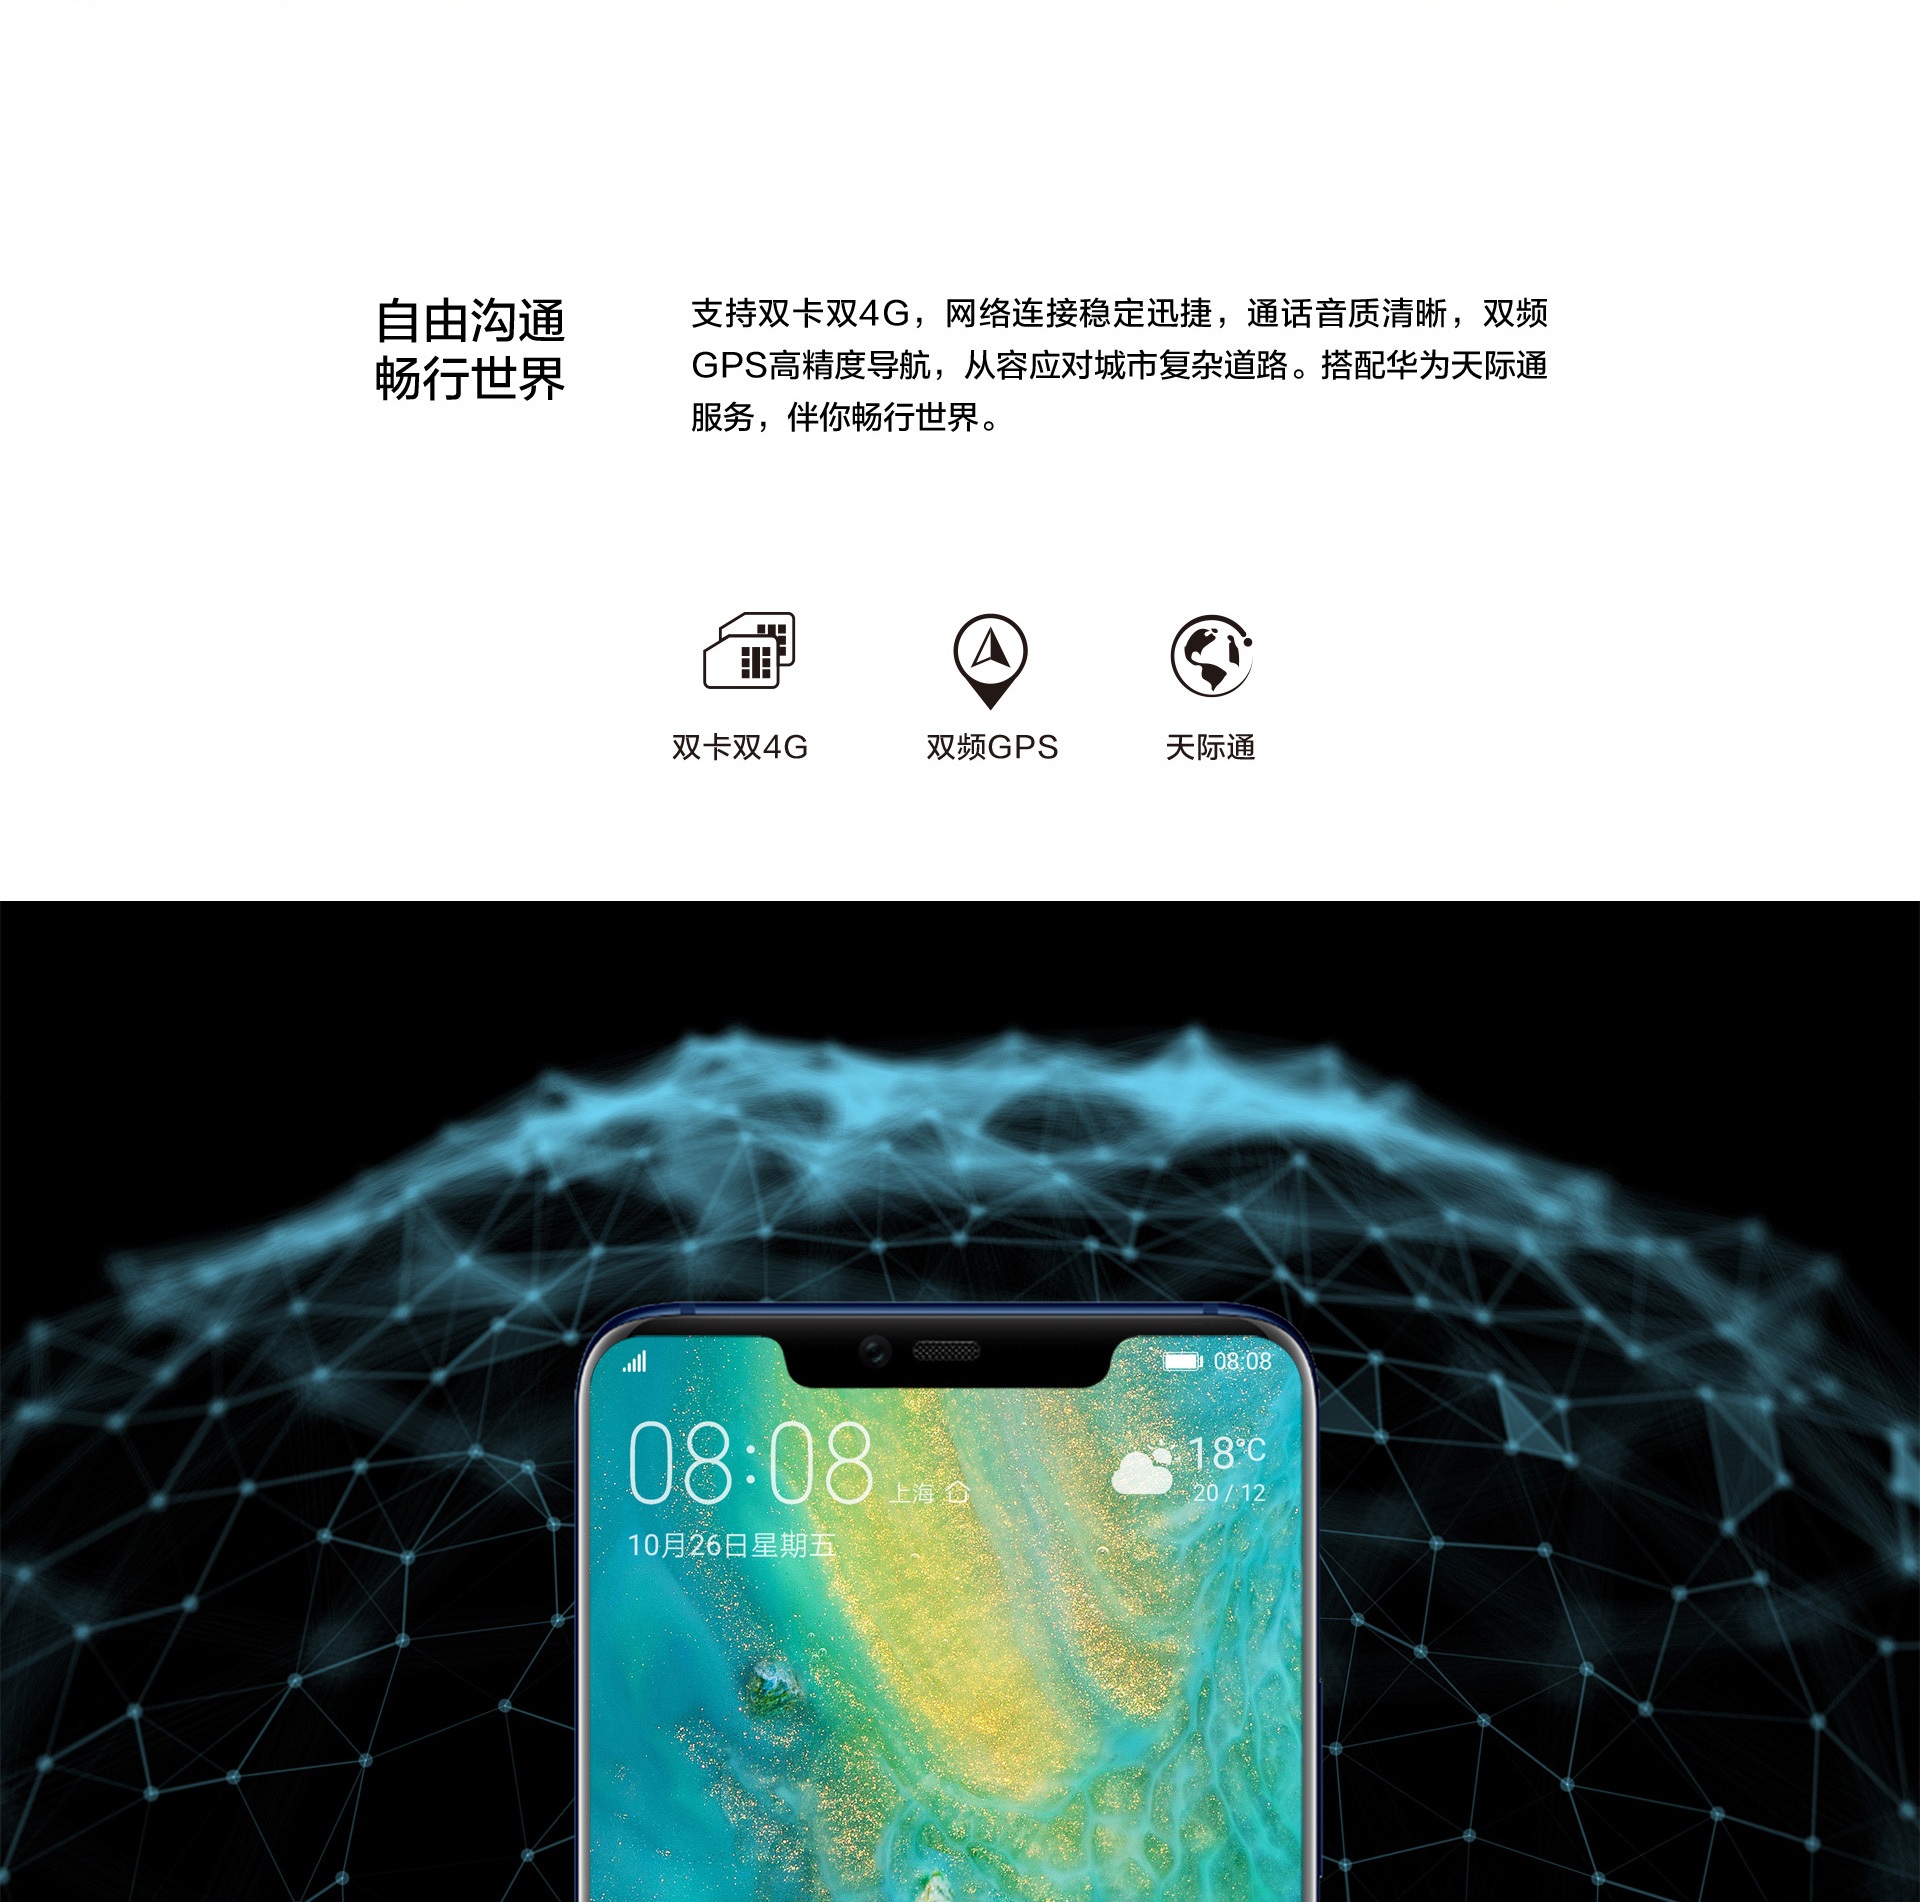 自由沟通
畅行世界
支持双卡双4G，网络连接稳定迅捷，通话音质清晰，双频
GPS高精度导航，从容应对城市复杂道路。搭配华为天际通
服务，伴你畅行世界。
双卡双4G
双频GPS
天际通
08:08
08:08
上海
18°C
20 / 12
10月26日星期五